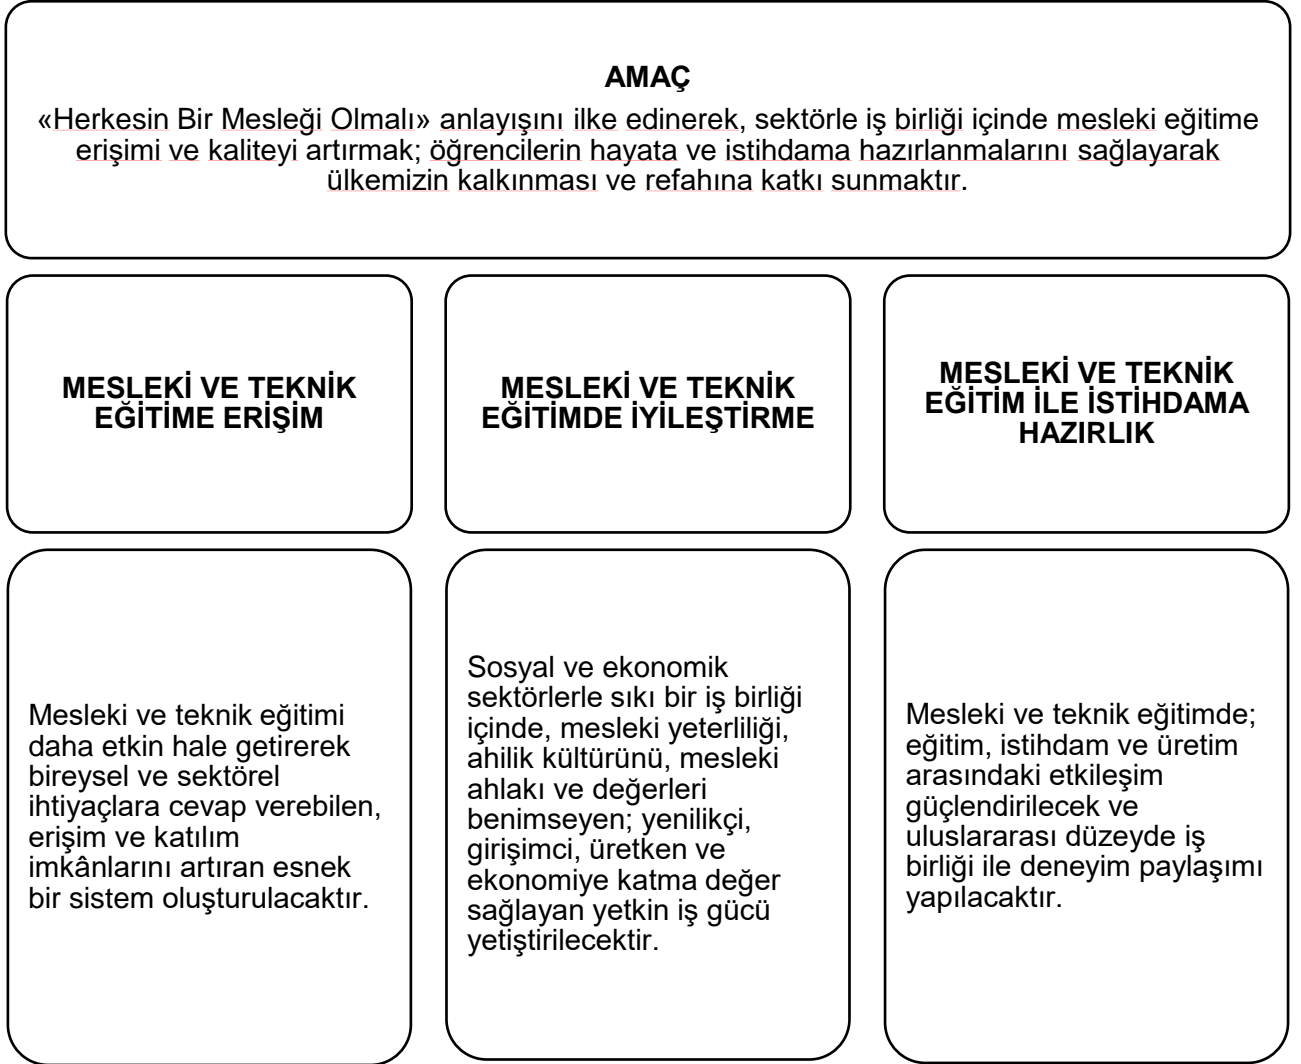 AMAÇ
«Herkesin Bir Mesleği Olmalı» anlayışını ilke edinerek, sektörle iş birliği içinde mesleki eğitime
erişimi ve kaliteyi artırmak; öğrencilerin hayata ve istihdama hazırlanmalarını sağlayarak
ülkemizin kalkınması ve refahına katkı sunmaktır.
MESLEKİ VE TEKNİK
EĞİTİME ERİŞİM
MESLEKİ VE TEKNİK
EĞİTİMDE İYİLEŞTİRME
MESLEKİ VE TEKNİK
EĞİTİM İLE İSTİHDAMA
HAZIRLIK
Mesleki ve teknik eğitimi
daha etkin hale getirerek
bireysel ve sektörel
ihtiyaçlara cevap verebilen,
erişim ve katılım
imkânlarını artıran esnek
bir sistem oluşturulacaktır.
Sosyal ve ekonomik
sektörlerle sıkı bir iş birliği
içinde, mesleki yeterliliği,
ahilik kültürünü, mesleki
ahlakı ve değerleri
benimseyen; yenilikçi,
girişimci, üretken ve
ekonomiye katma değer
sağlayan yetkin iş gücü
yetiştirilecektir.
Mesleki ve teknik eğitimde;
eğitim, istihdam ve üretim
arasındaki etkileşim
güçlendirilecek ve
uluslararası düzeyde iş
birliği ile deneyim paylaşımı
yapılacaktır.